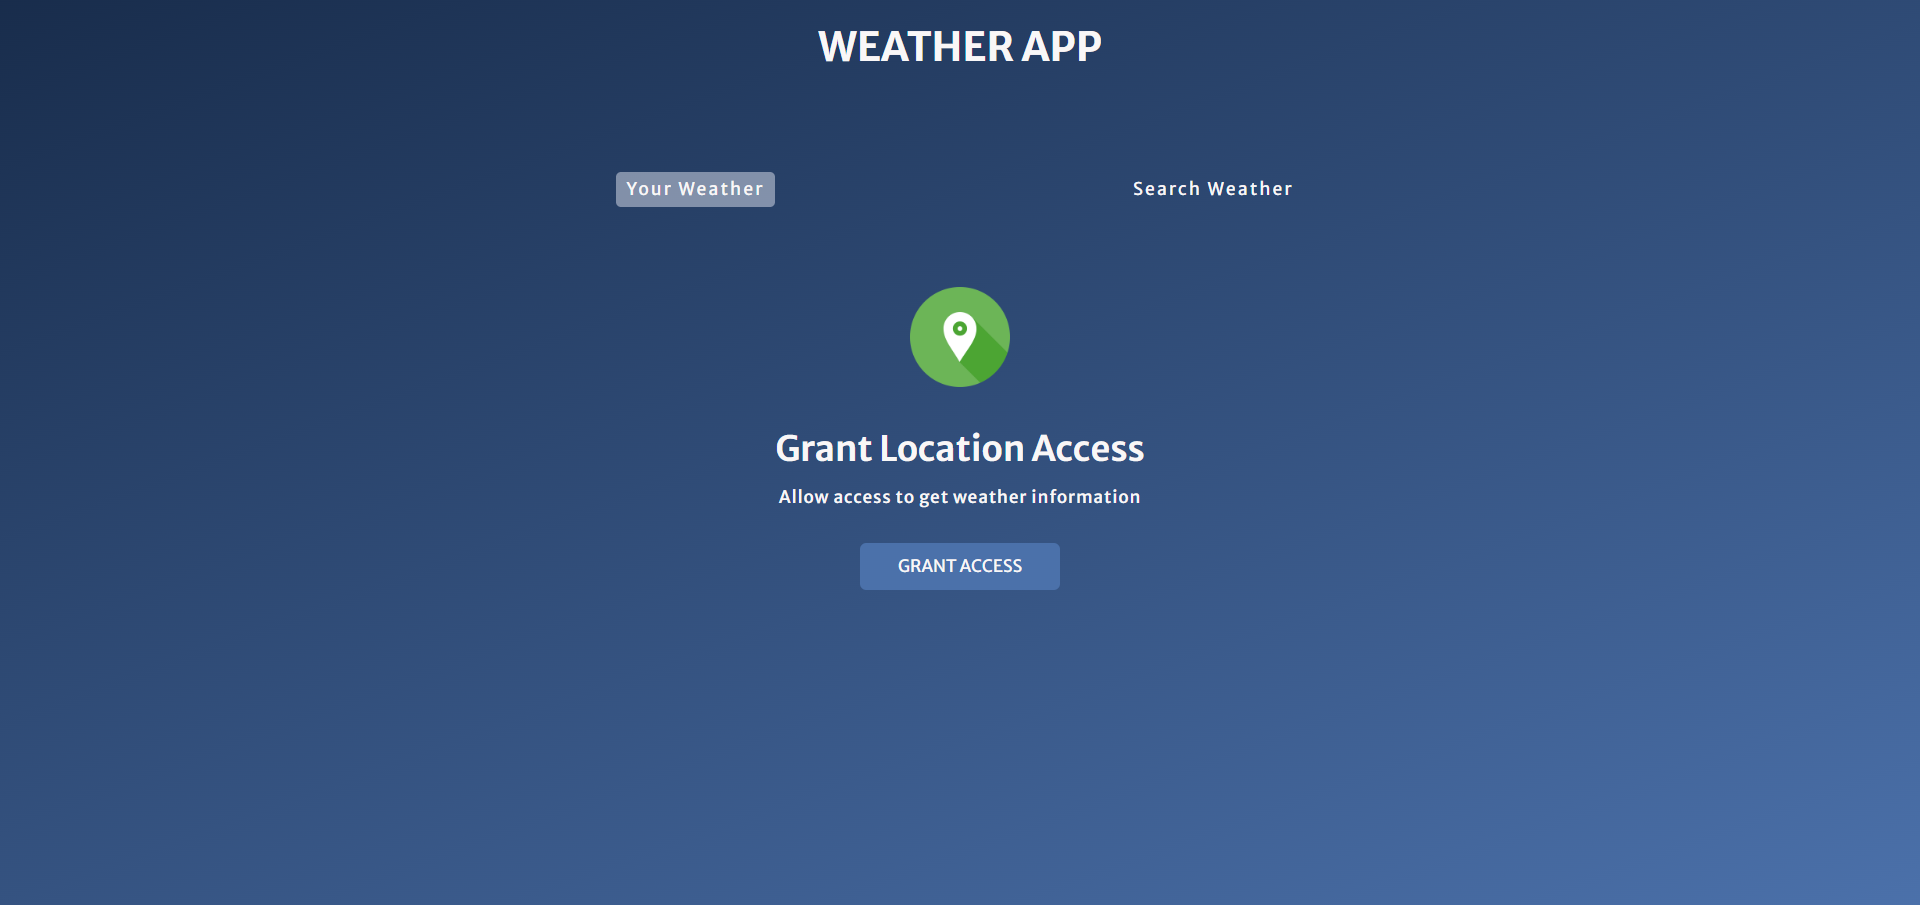 WEATHER APP
Your Weather
Search Weather
Grant Location Access
Allow access to get weather information
GRANT ACCESS